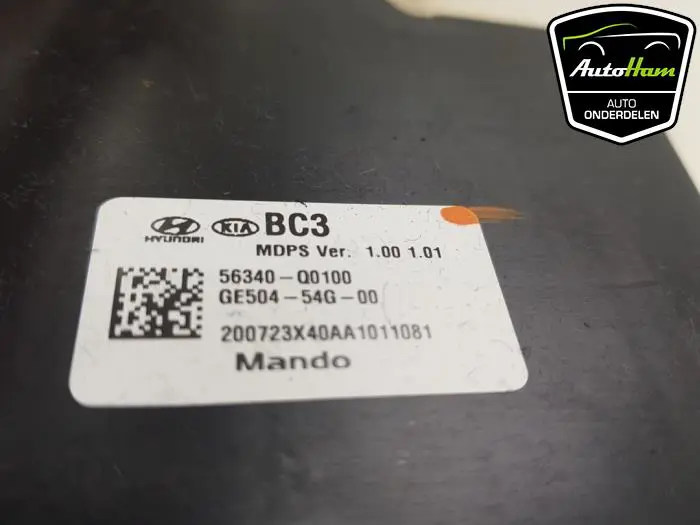 AutoHam
AUTO
ONDERDELEN
HYUNDAI KIA BC3
MDPS Ver. 1.00 1.01
56340-Q0100
GE504-54G-00
200723X40AA1011081
Mando